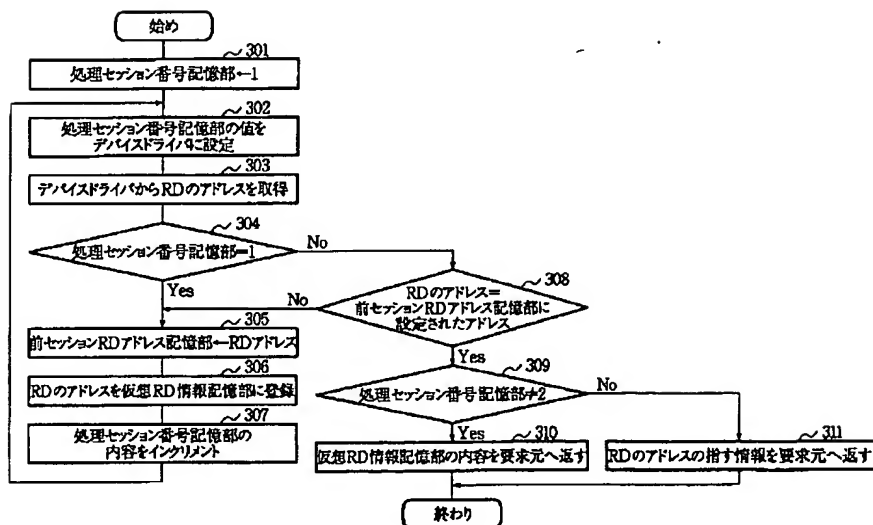 始め
301
処理セッション番号記憶部←1
302
処理セッション番号記憶部の値を
デバイスドライバに設定
303
デバイスドライバからRDのアドレスを取得
304
処理セッション番号記憶部=1
No
Yes
308
RDのアドレス=
前セッションRDアドレス記憶部に
設定されたアドレス
No
Yes
305
前セッションRDアドレス記憶部←RDアドレス
306
RDのアドレスを仮想RD情報記憶部に登録
307
処理セッション番号記憶部の
内容をインクリメント
309
処理セッション番号記憶部≠2
No
Yes
310
仮想RD情報記憶部の内容を要求元へ返す
311
RDのアドレスの指す情報を要求元へ返す
終わり